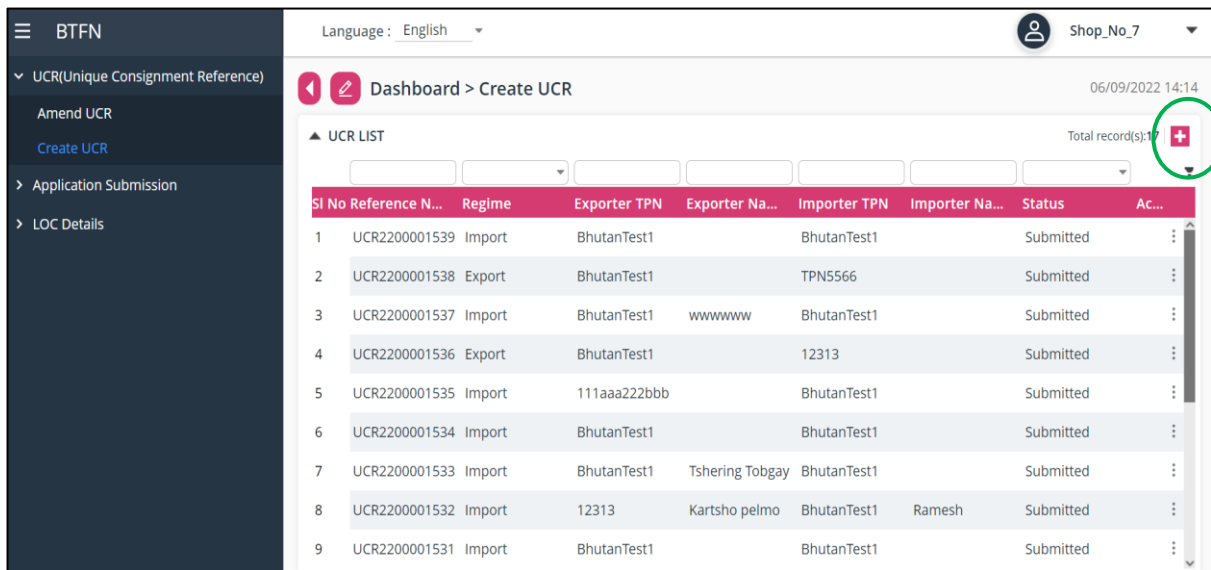 BTFN
Language : English
Shop_No_7
UCR(Unique Consignment Reference)
Amend UCR
Create UCR
Application Submission
LOC Details
Dashboard > Create UCR
06/09/2022 14:14
UCR LIST
Total record(s):17
Sl No Reference N... Regime Exporter TPN Exporter Na... Importer TPN Importer Na... Status Ac...
1 UCR2200001539 Import BhutanTest1 BhutanTest1 Submitted
2 UCR2200001538 Export BhutanTest1 TPN5566 Submitted
3 UCR2200001537 Import BhutanTest1 wwwwww BhutanTest1 Submitted
4 UCR2200001536 Export BhutanTest1 12313 Submitted
5 UCR2200001535 Import 111aaa222bbb BhutanTest1 Submitted
6 UCR2200001534 Import BhutanTest1 BhutanTest1 Submitted
7 UCR2200001533 Import BhutanTest1 Tshering Tobgay BhutanTest1 Submitted
8 UCR2200001532 Import 12313 Kartsho pelmo BhutanTest1 Ramesh Submitted
9 UCR2200001531 Import BhutanTest1 BhutanTest1 Submitted